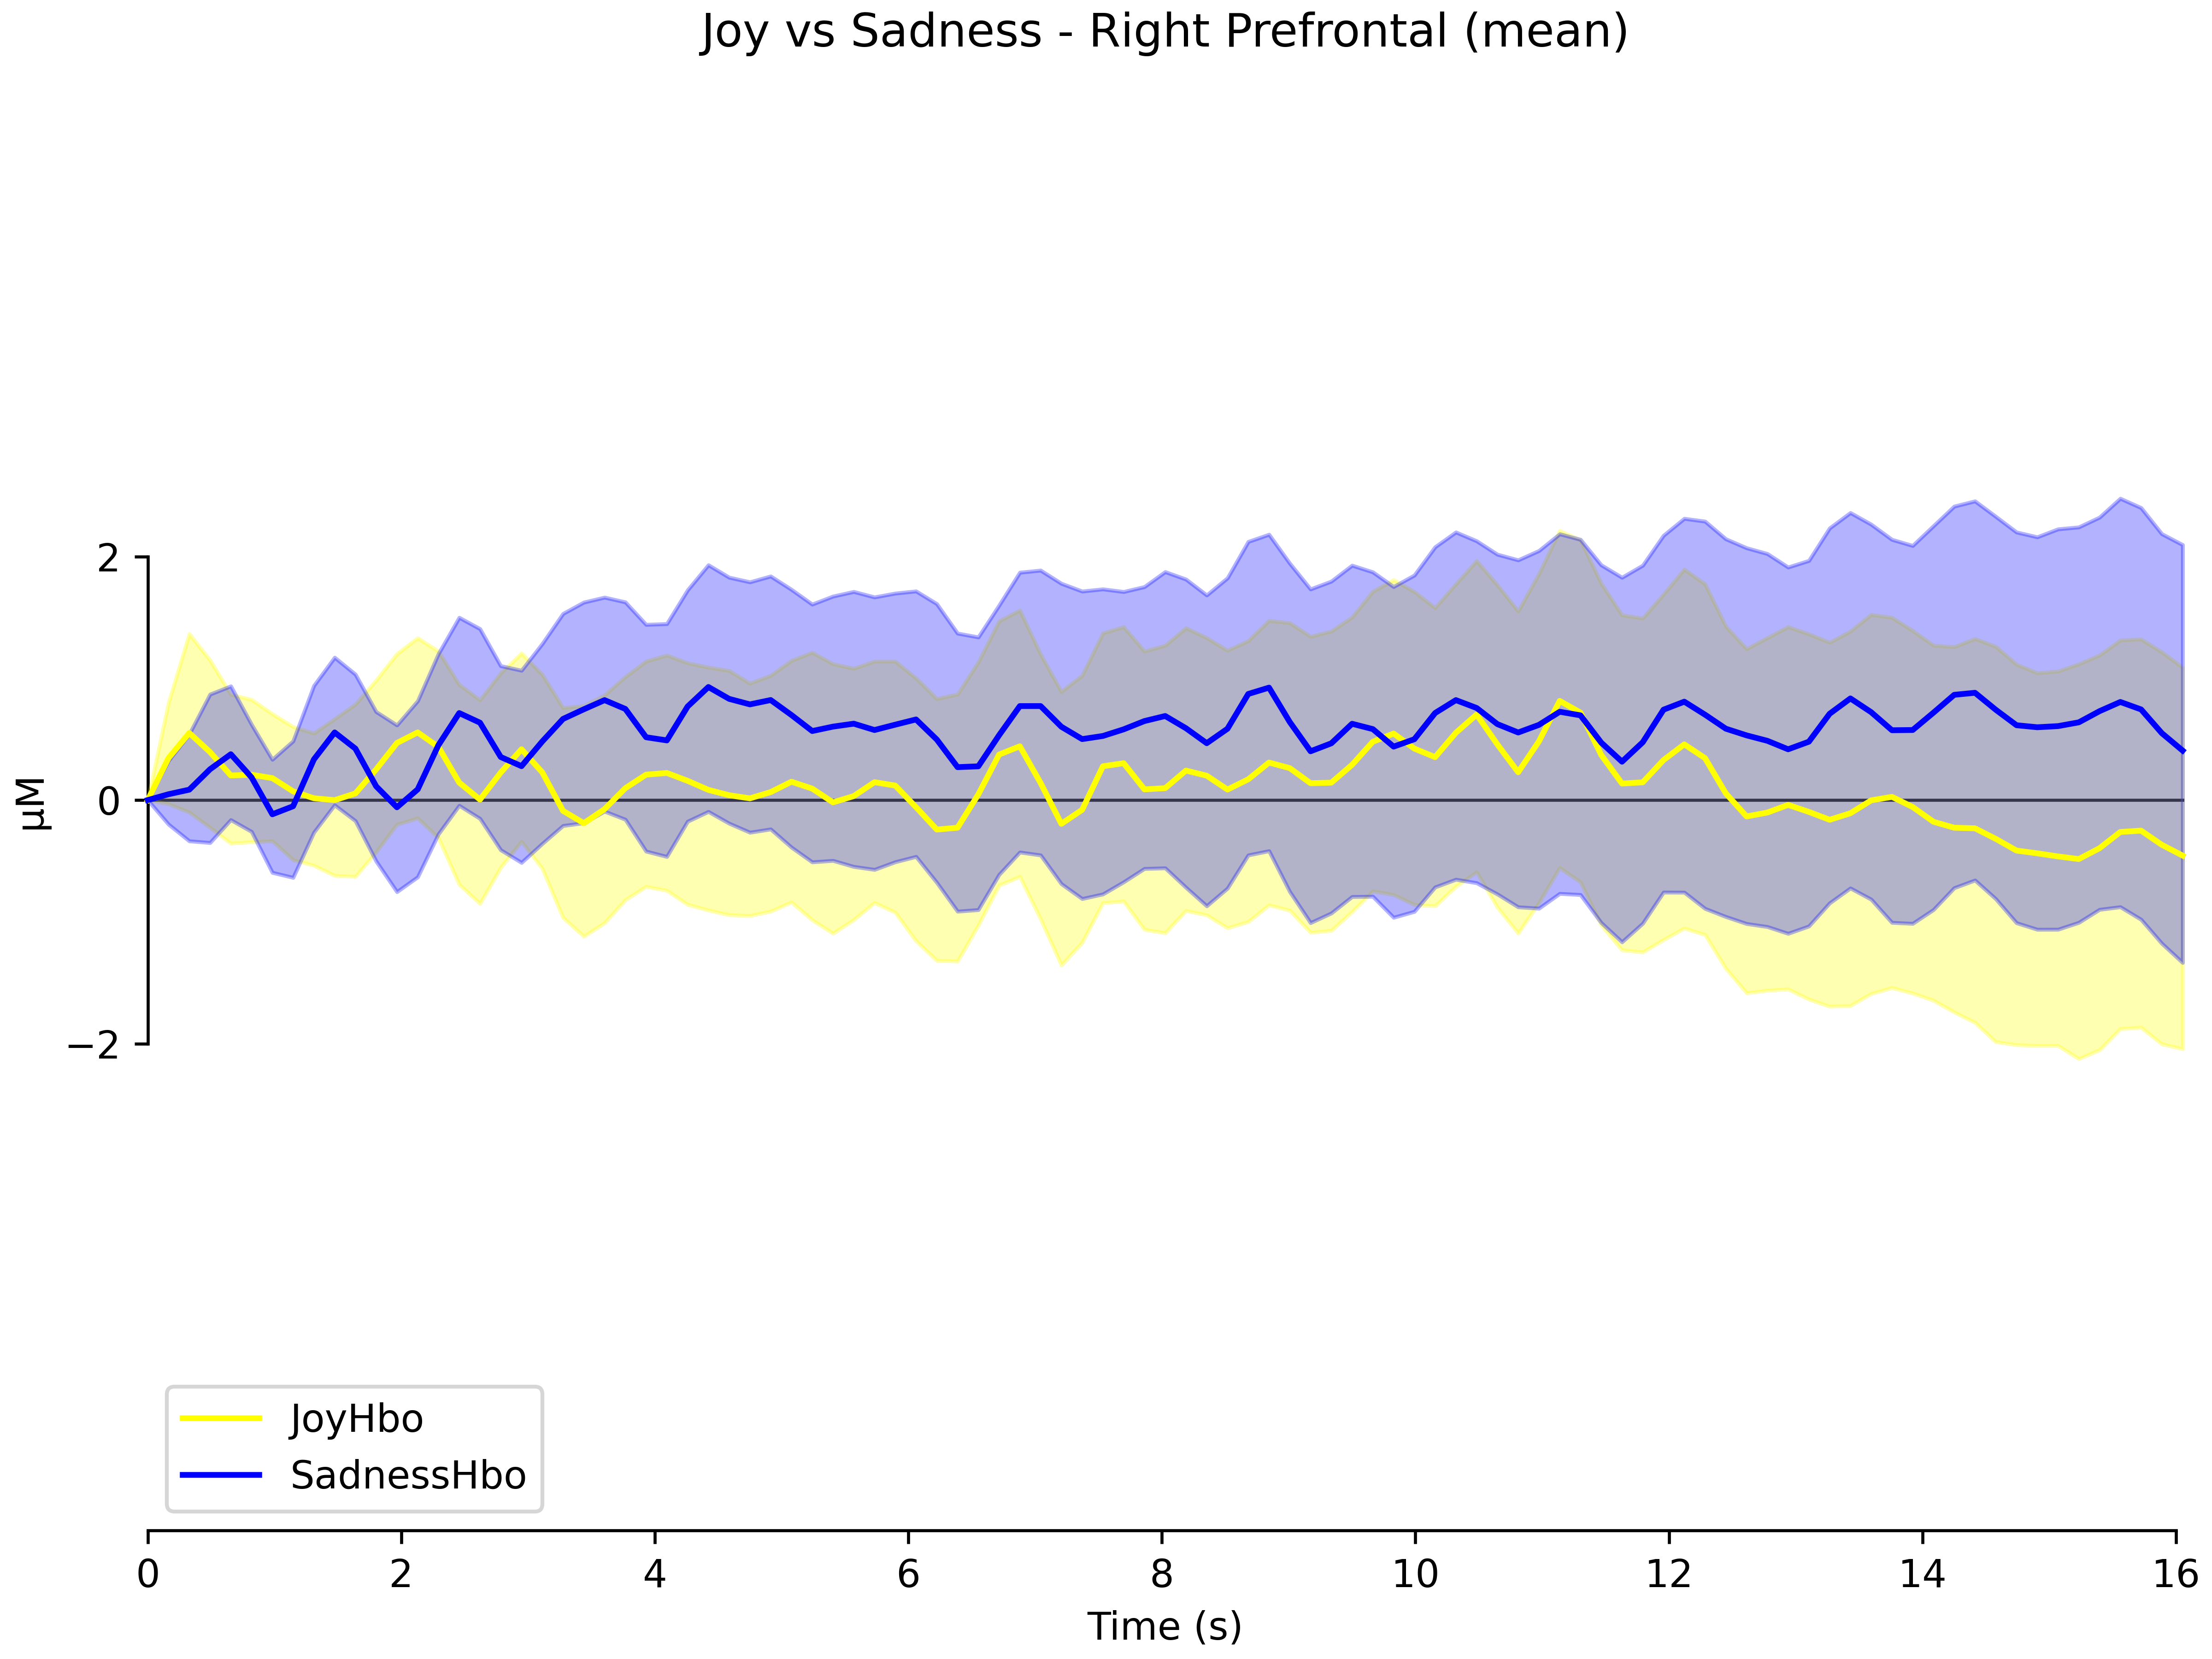 Joy vs Sadness - Right Prefrontal (mean)
2
0
−2
µM
JoyHbo
SadnessHbo
0 2 4 6 8 10 12 14 16
Time (s)